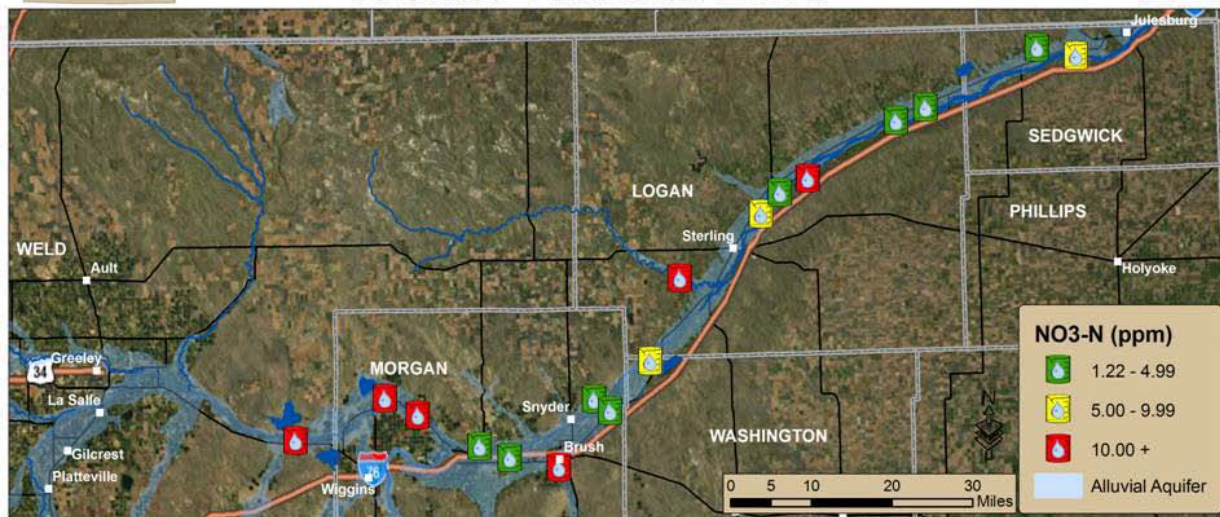 Julesburg
SEDGWICK
LOGAN
PHILLIPS
WELD
Sterling
Ault
Holyoke
NO3-N (ppm)
1.22 - 4.99
5.00 - 9.99
10.00 +
Alluvial Aquifer
MORGAN
Greeley
34
La Salle
Snyder
N
WASHINGTON
Gilcrest
Brush
Platteville
76
Wiggins
0 5 10 20 30
Miles